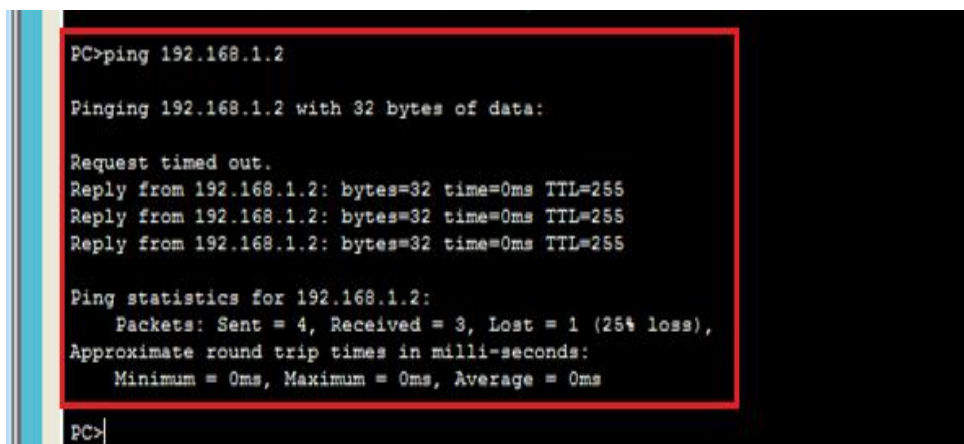 PC>ping 192.168.1.2
Pinging 192.168.1.2 with 32 bytes of data:
Request timed out.
Reply from 192.168.1.2: bytes=32 time=0ms TTL=255
Reply from 192.168.1.2: bytes=32 time=0ms TTL=255
Reply from 192.168.1.2: bytes=32 time=0ms TTL=255
Ping statistics for 192.168.1.2:
Packets: Sent = 4, Received = 3, Lost = 1 (25% loss),
Approximate round trip times in milli-seconds:
Minimum = 0ms, Maximum = 0ms, Average = 0ms
PC>